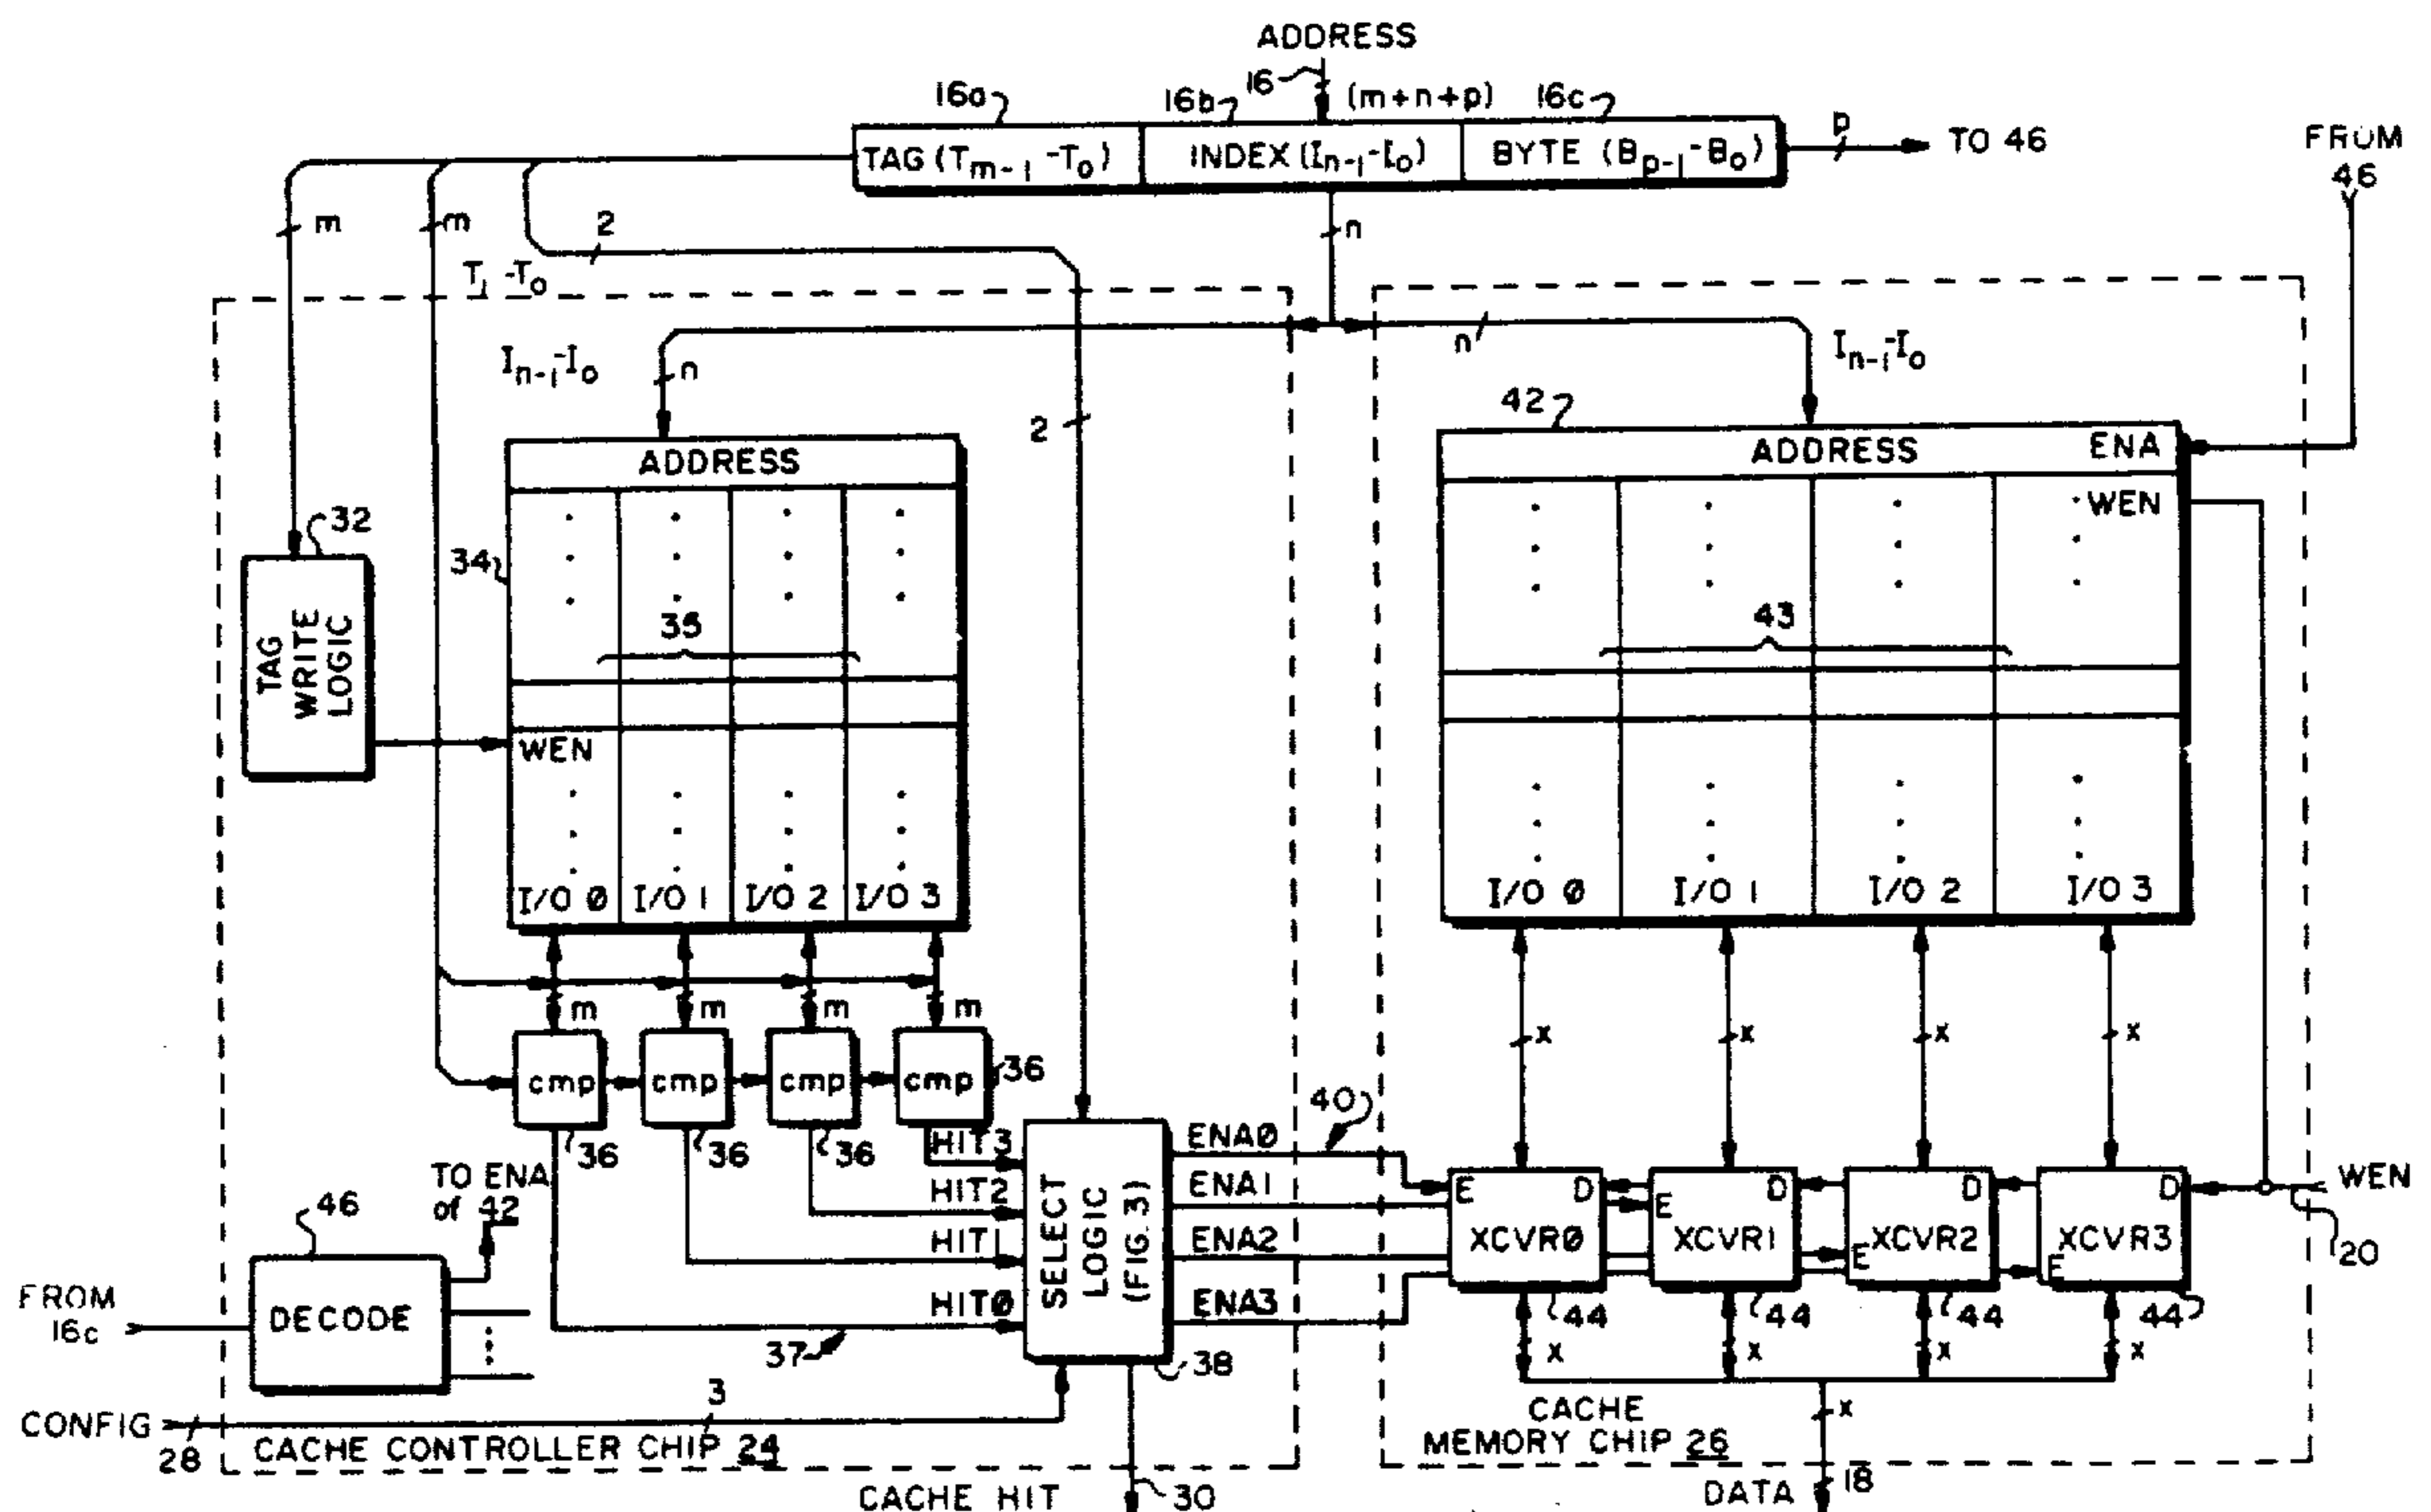 ADDRESS
16
(m+n+p)
16a
16b
16c
TAG (Tm-1 -T0)
INDEX (In-1-I0)
BYTE (Bp-1-B0)
p
TO 46
FROM
46
m
m
2
n
T1 -T0
In-1-I0
n
n
In-1-I0
2
42
ADDRESS
ADDRESS
ENA
WEN
32
34
TAG
WRITE
LOGIC
35
43
WEN
I/O 0
I/O 1
I/O 2
I/O 3
I/O 0
I/O 1
I/O 2
I/O 3
m
m
m
m
x
x
x
x
cmp
cmp
cmp
cmp
36
36
36
36
HIT3
HIT2
HIT1
HIT0
37
SELECT
LOGIC
(FIG. 3)
38
ENA0
ENA1
ENA2
ENA3
40
E
D
XCVR0
E
D
XCVR1
E
D
XCVR2
E
D
XCVR3
WEN
20
44
44
44
44
x
x
x
x
TO ENA
of 42
46
DECODE
FROM
16c
CONFIG
28
3
CACHE CONTROLLER CHIP 24
CACHE
MEMORY CHIP 26
x
CACHE HIT
30
DATA
18